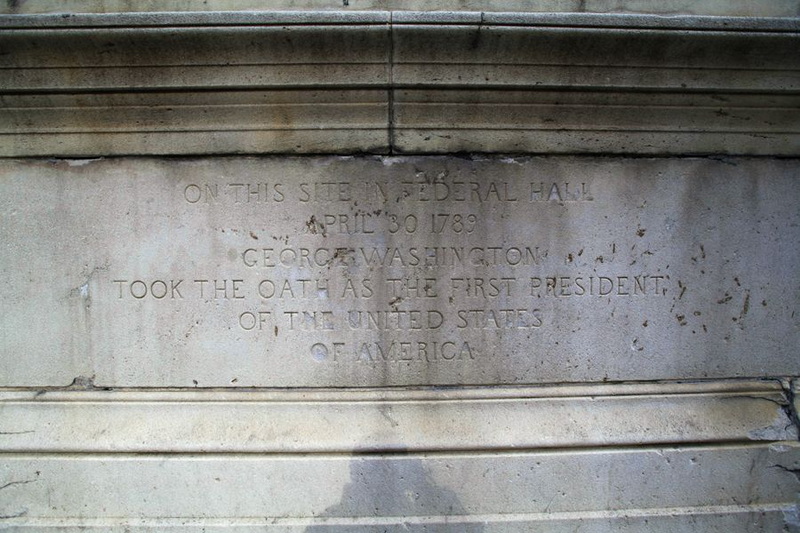 ON THIS SITE IN FEDERAL HALL
APRIL 30 1789
GEORGE WASHINGTON
TOOK THE OATH AS THE FIRST PRESIDENT
OF THE UNITED STATES
OF AMERICA